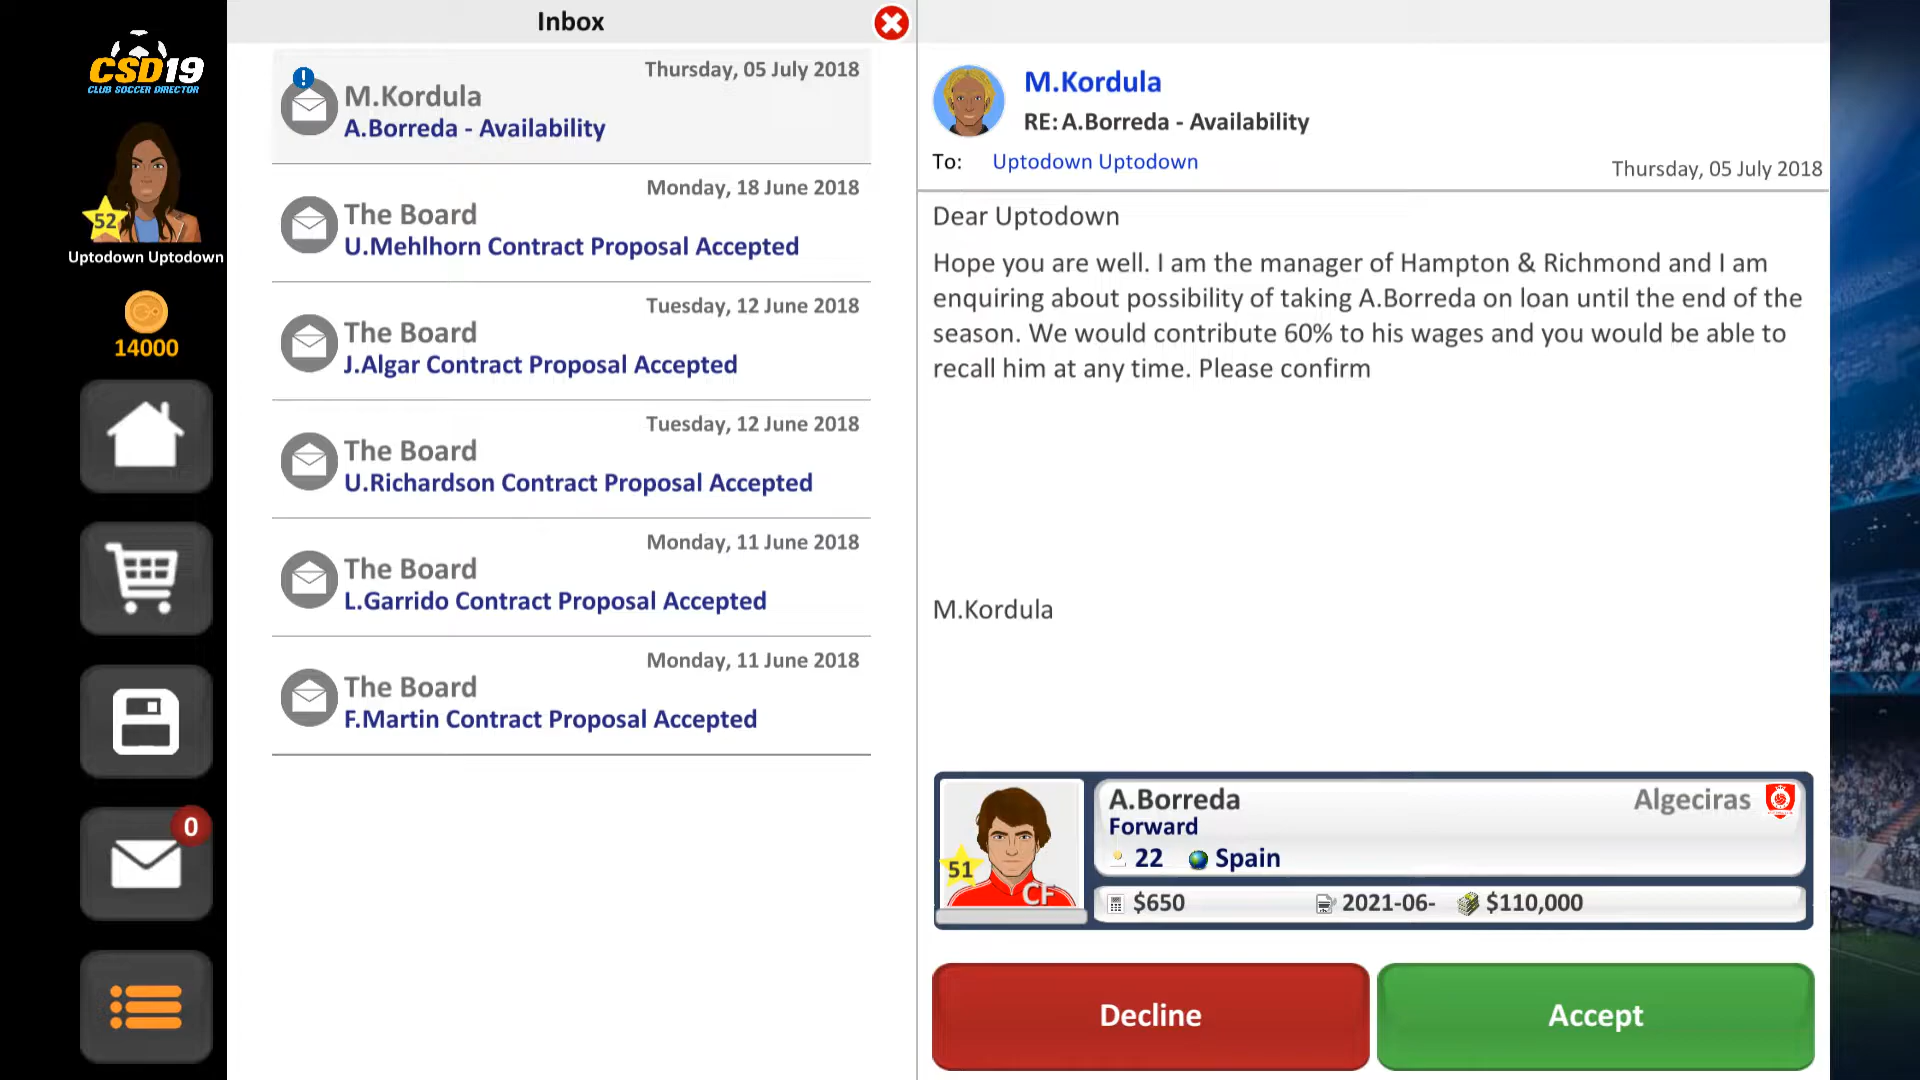 CSD19
CLUB SOCCER DIRECTOR
52
Uptodown Uptodown
14000
0
Inbox
Thursday, 05 July 2018
M.Kordula
A.Borreda - Availability
Monday, 18 June 2018
The Board
U.Mehlhorn Contract Proposal Accepted
Tuesday, 12 June 2018
The Board
J.Algar Contract Proposal Accepted
Tuesday, 12 June 2018
The Board
U.Richardson Contract Proposal Accepted
Monday, 11 June 2018
The Board
L.Garrido Contract Proposal Accepted
Monday, 11 June 2018
The Board
F.Martin Contract Proposal Accepted
M.Kordula
RE: A.Borreda - Availability
To: Uptodown Uptodown
Thursday, 05 July 2018
Dear Uptodown
Hope you are well. I am the manager of Hampton & Richmond and I am
enquiring about possibility of taking A.Borreda on loan until the end of the
season. We would contribute 60% to his wages and you would be able to
recall him at any time. Please confirm
M.Kordula
51
CF
A.Borreda
Algeciras
Forward
22 Spain
$650 2021-06- $110,000
Decline
Accept